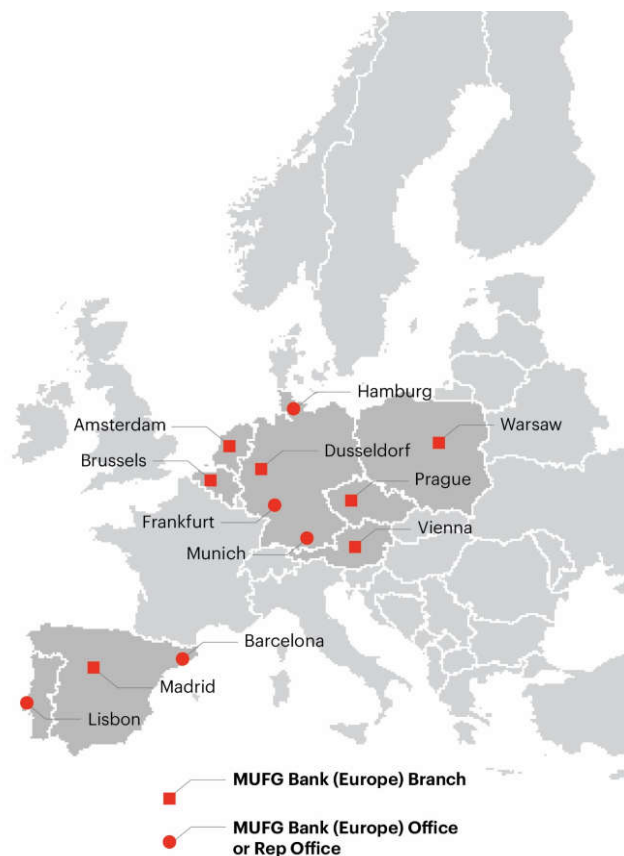 Hamburg
Amsterdam
Warsaw
Dusseldorf
Brussels
Prague
Frankfurt
Vienna
Munich
Barcelona
Madrid
Lisbon
MUFG Bank (Europe) Branch
MUFG Bank (Europe) Office
or Rep Office